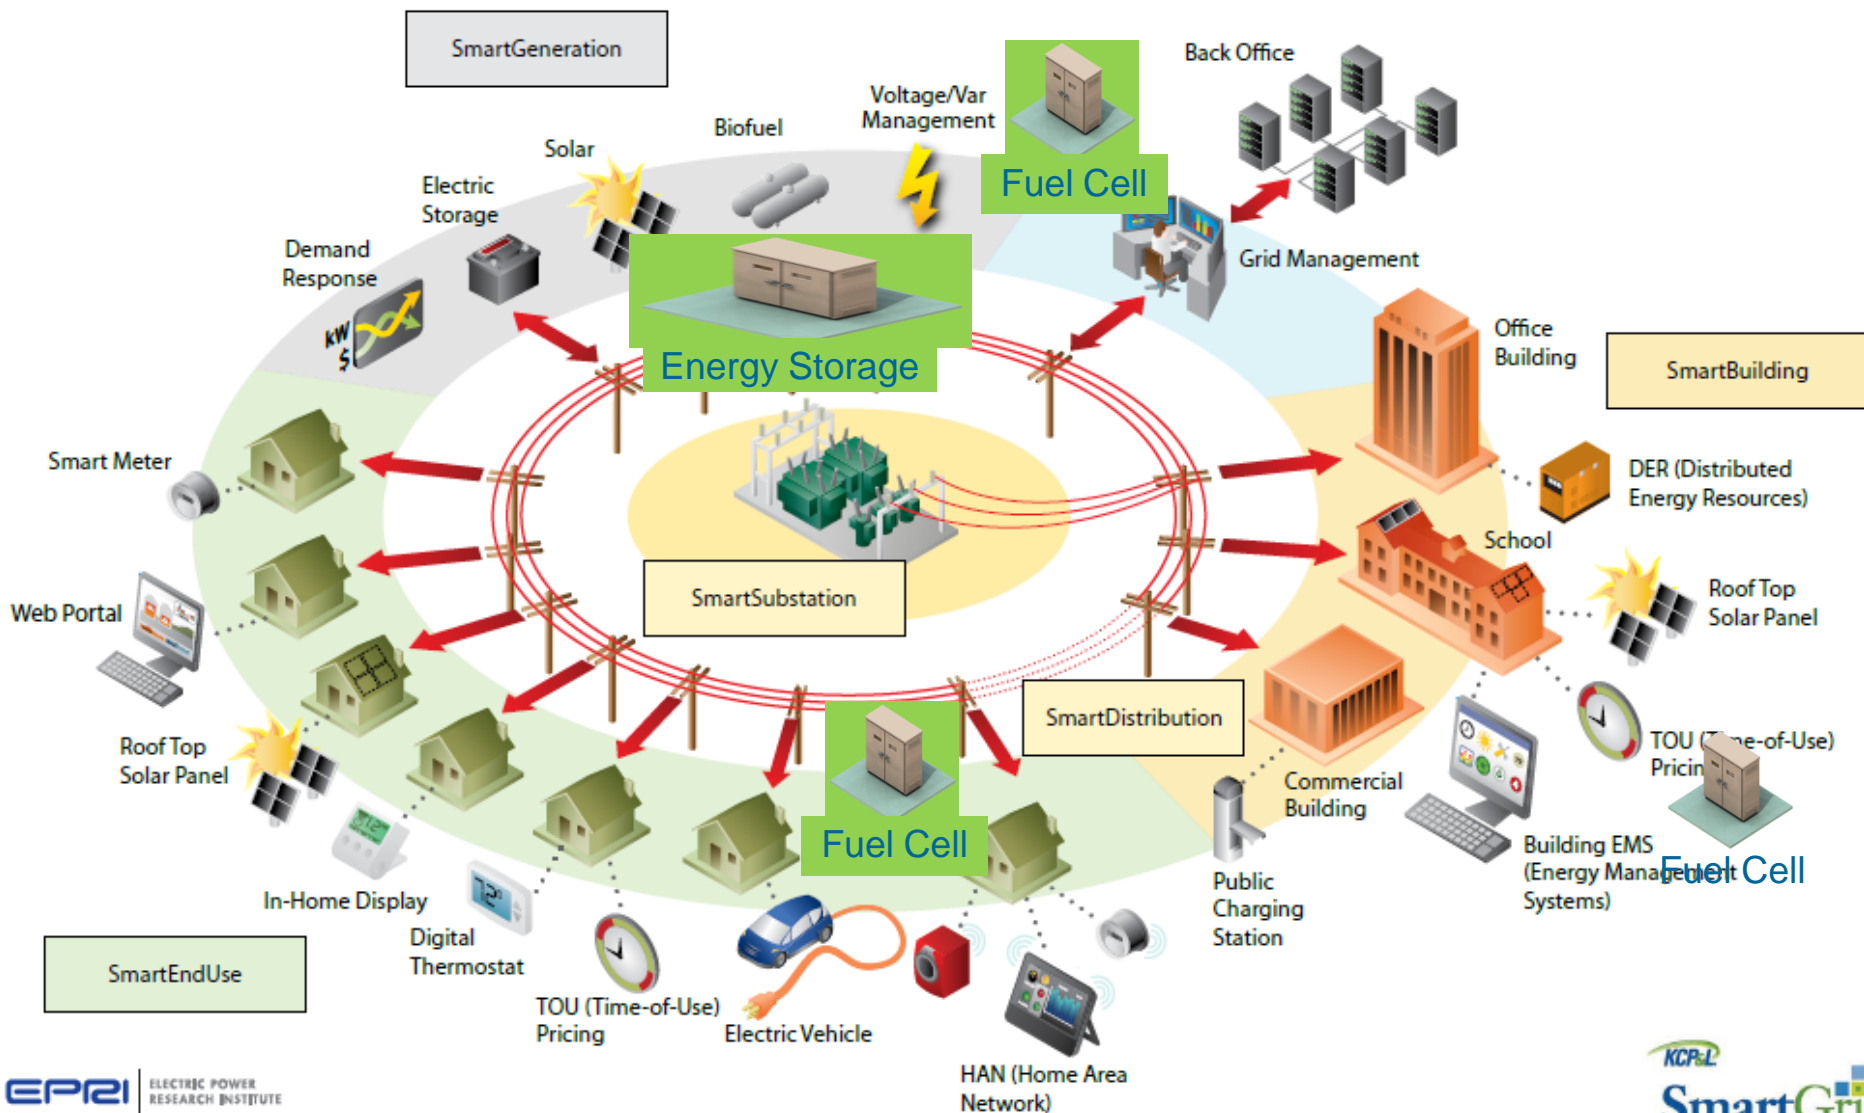 SmartGeneration
Back Office
Voltage/Var
Management
Biofuel
Solar
Fuel Cell
Electric
Storage
Demand
Response
Grid Management
kW
$
Energy Storage
Office
Building
SmartBuilding
Smart Meter
DER (Distributed
Energy Resources)
School
SmartSubstation
Roof Top
Solar Panel
Web Portal
SmartDistribution
Roof Top
Solar Panel
TOU (Time-of-Use)
Pricing
Commercial
Building
Fuel Cell
Building EMS
(Energy Management
Systems)
Fuel Cell
Public
Charging
Station
In-Home Display
72°
Digital
Thermostat
SmartEndUse
TOU (Time-of-Use)
Pricing
Electric Vehicle
HAN (Home Area
Network)
EPRI
ELECTRIC POWER
RESEARCH INSTITUTE
KCP&L
SmartGri